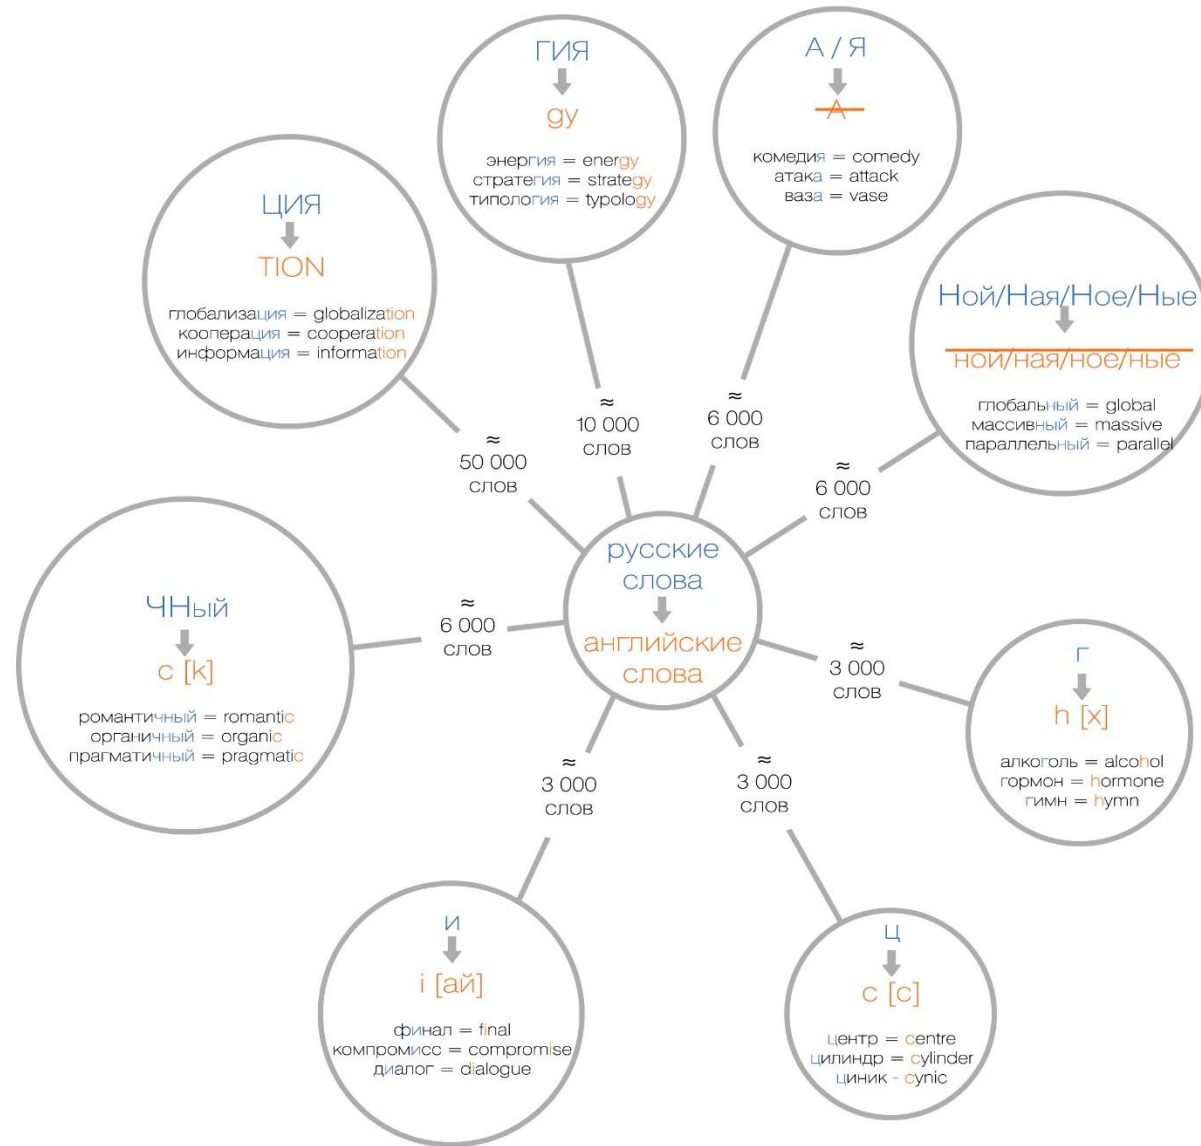 русские
слова
английские
слова
ГИЯ
gy
энергия = energy
стратегия = strategy
типология = typology
≈
10 000
слов
А / Я
А
комедия = comedy
атака = attack
ваза = vase
≈
6 000
слов
Ной/Ная/Ное/Ные
ной/ная/ное/ные
глобальный = global
массивный = massive
параллельный = parallel
≈
6 000
слов
г
h [х]
алкоголь = alcohol
гормон = hormone
гимн = hymn
≈
3 000
слов
ц
c [с]
центр = centre
цилиндр = cylinder
циник - cynic
≈
3 000
слов
и
i [ай]
финал = final
компромисс = compromise
диалог = dialogue
≈
3 000
слов
ЧНый
c [k]
романтичный = romantic
органичный = organic
прагматичный = pragmatic
≈
6 000
слов
ЦИЯ
TION
глобализация = globalization
кооперация = cooperation
информация = information
≈
50 000
слов